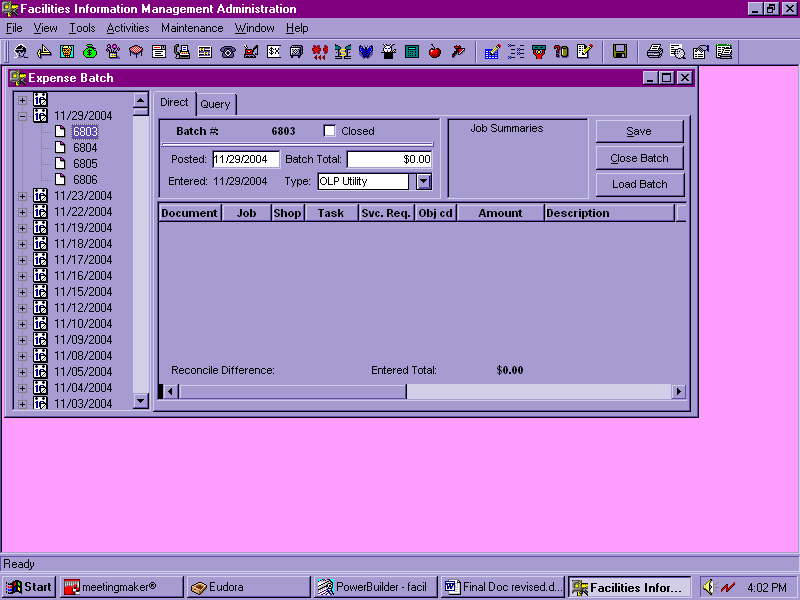 Facilities Information Management Administration
File View Tools Activities Maintenance Window Help
Expense Batch
11/29/2004
6803
6804
6805
6806
11/23/2004
11/22/2004
11/19/2004
11/18/2004
11/17/2004
11/16/2004
11/15/2004
11/12/2004
11/10/2004
11/09/2004
11/08/2004
11/05/2004
11/04/2004
11/03/2004
Direct Query
Batch #: 6803 Closed
Posted: 11/29/2004 Batch Total: $0.00
Entered: 11/29/2004 Type: OLP Utility
Job Summaries
Save
Close Batch
Load Batch
Document Job Shop Task Svc. Req. Obj cd Amount Description
Reconcile Difference: Entered Total: $0.00
Ready
Start meetingmaker® Eudora PowerBuilder - facil Final Doc revised.d... Facilities Infor... 4:02 PM